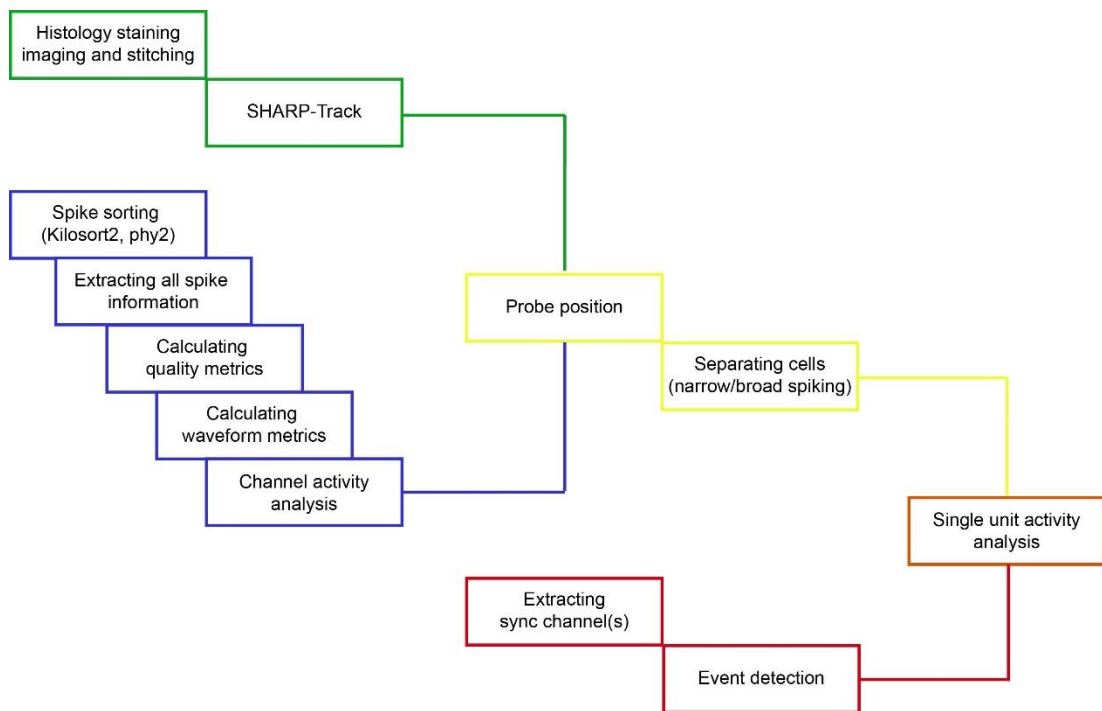 Histology staining
imaging and stitching
SHARP-Track
Spike sorting
(Kilosort2, phy2)
Extracting all spike
information
Calculating
quality metrics
Calculating
waveform metrics
Channel activity
analysis
Probe position
Separating cells
(narrow/broad spiking)
Single unit activity
analysis
Extracting
sync channel(s)
Event detection